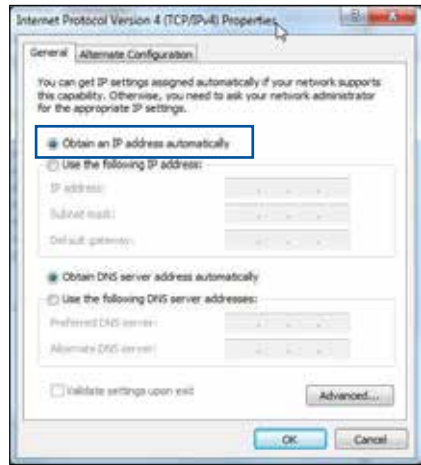 Internet Protocol Version 4 (TCP/IPv4) Properties
General
Alternate Configuration
You can get IP settings assigned automatically if your network supports
this capability. Otherwise, you need to ask your network administrator
for the appropriate IP settings.
Obtain an IP address automatically
Use the following IP address:
IP address:
Subnet mask:
Default gateway:
Obtain DNS server address automatically
Use the following DNS server addresses:
Preferred DNS server:
Alternate DNS server:
Validate settings upon exit
Advanced...
OK
Cancel